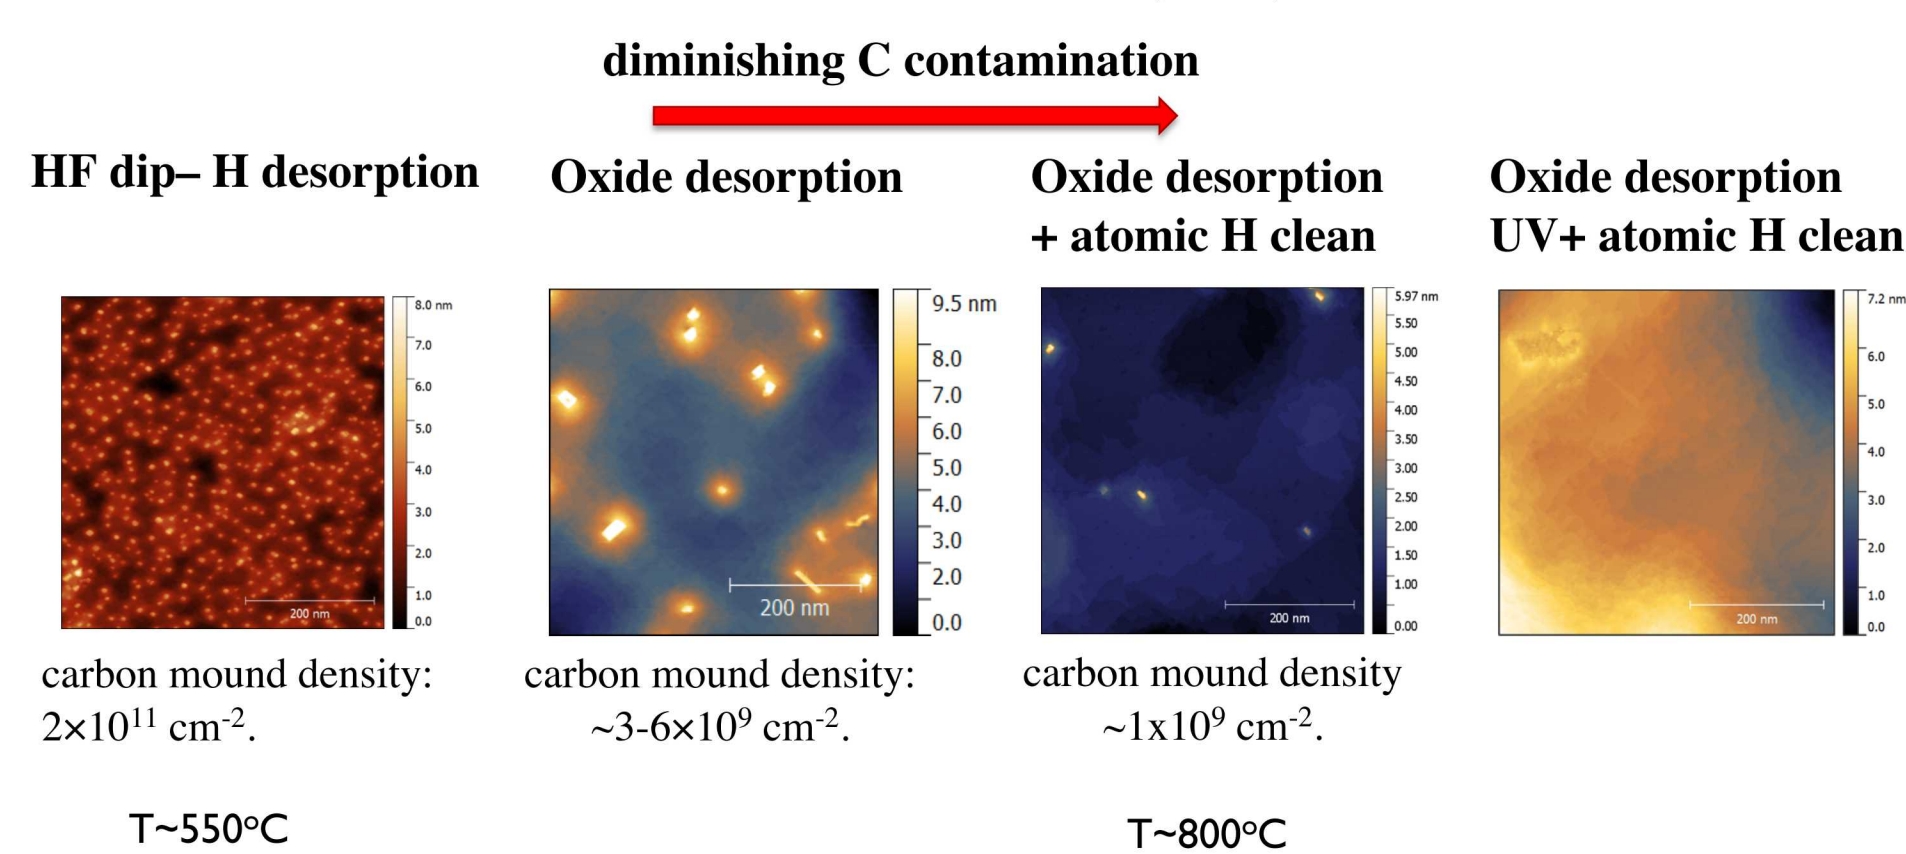 diminishing C contamination
HF dip– H desorption
Oxide desorption
Oxide desorption
+ atomic H clean
Oxide desorption
UV+ atomic H clean
8.0 nm
7.0
6.0
5.0
4.0
3.0
2.0
1.0
0.0
200 nm
9.5 nm
8.0
7.0
6.0
5.0
4.0
3.0
2.0
0.0
200 nm
5.97 nm
5.50
5.00
4.50
4.00
3.50
3.00
2.50
2.00
1.50
1.00
0.00
200 nm
7.2 nm
6.0
5.0
4.0
3.0
2.0
1.0
0.0
200 nm
carbon mound density:
2×10¹¹ cm⁻².
carbon mound density:
~3-6×10⁹ cm⁻².
carbon mound density
~1x10⁹ cm⁻².
T~550°C
T~800°C